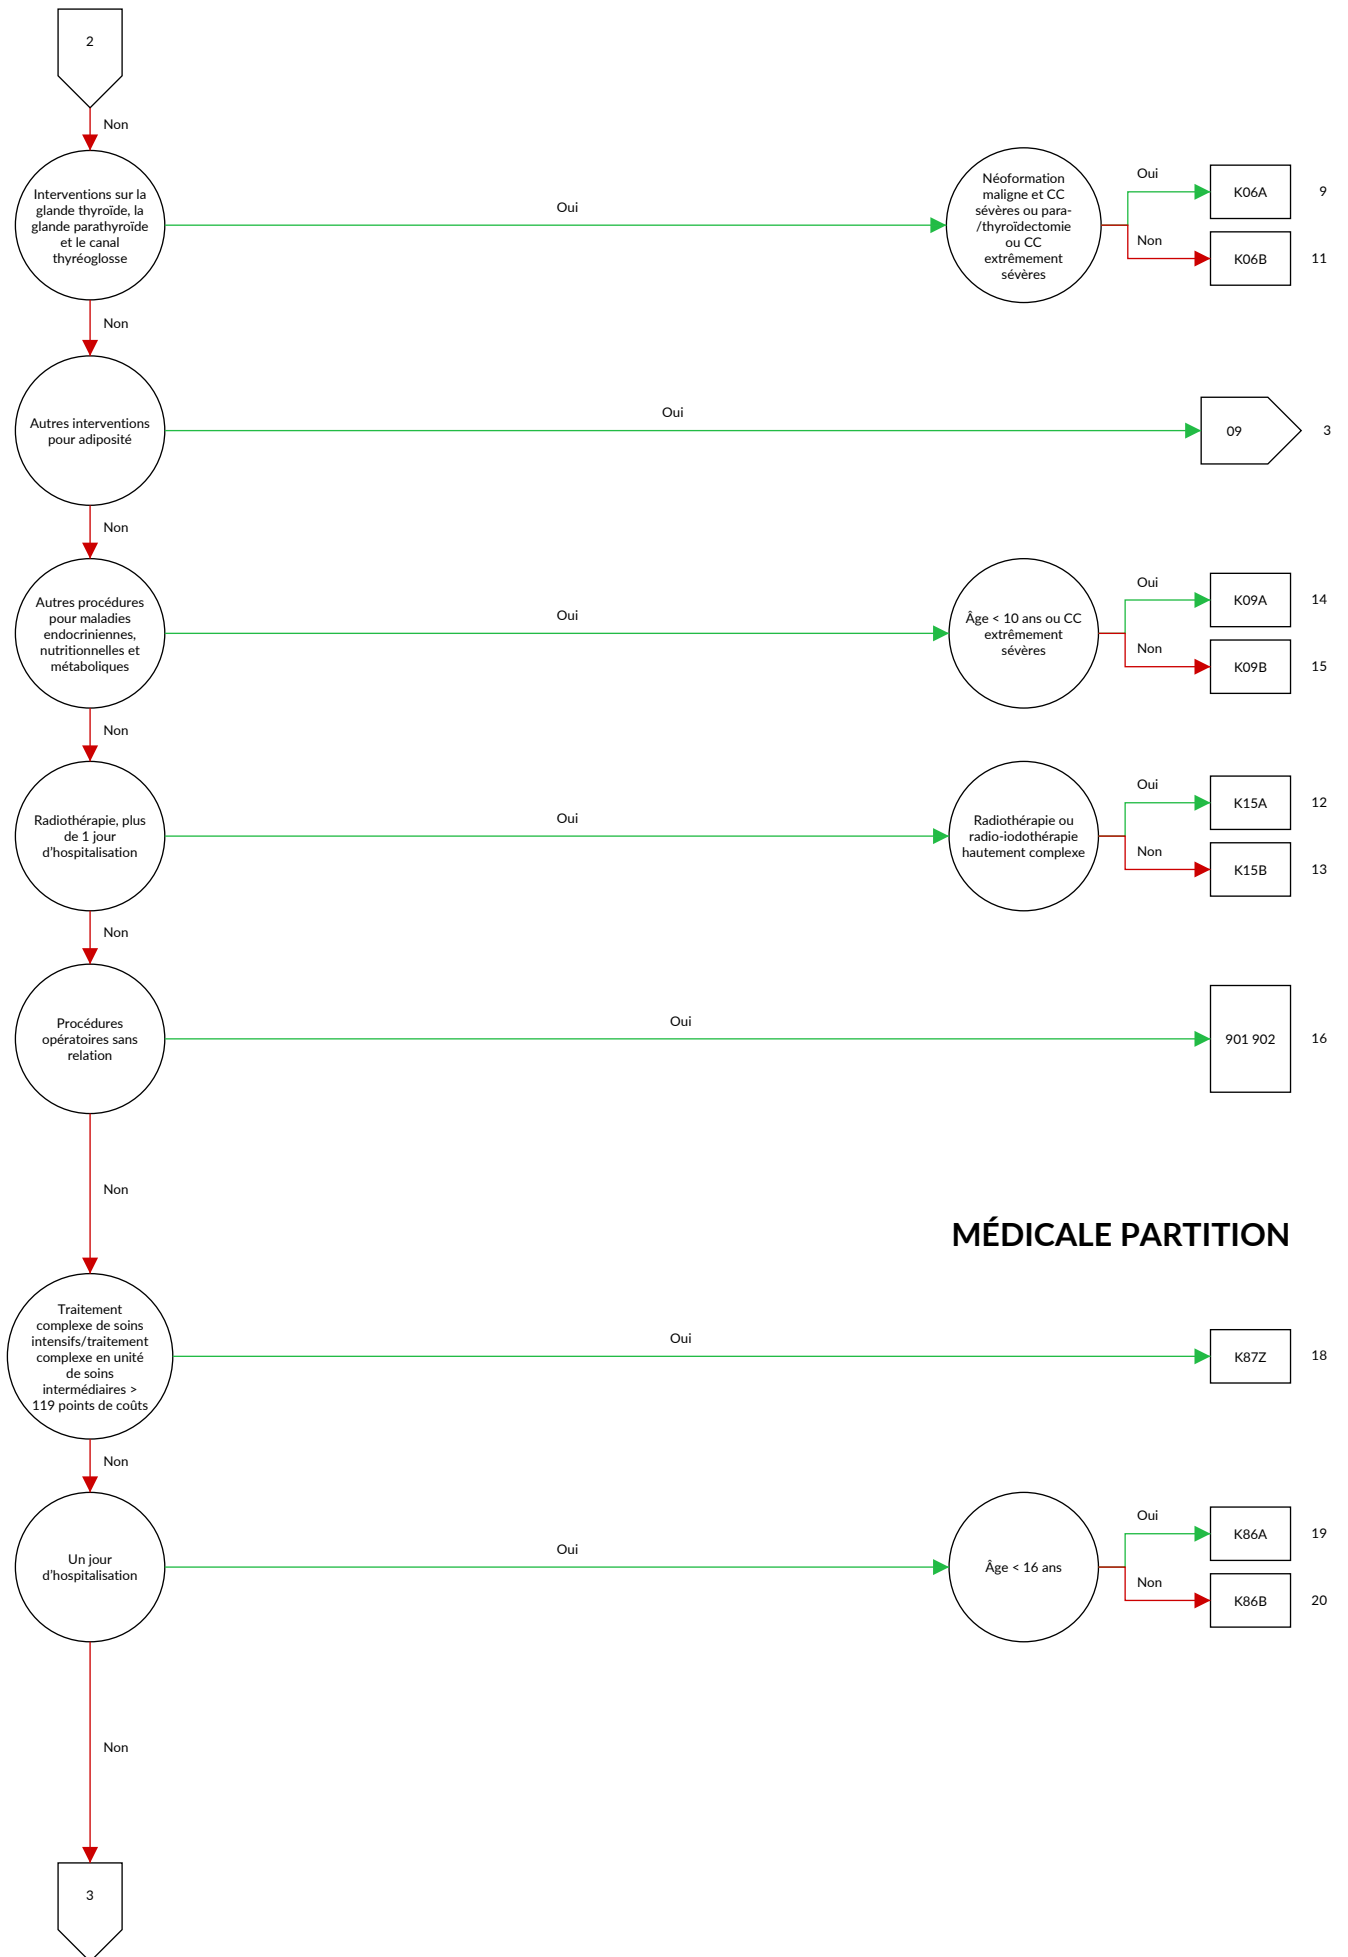 2
Non
Interventions sur la
glande thyroïde, la
glande parathyroïde
et le canal
thyréoglosse
Oui
Néoformation
maligne et CC
sévères ou para-
/thyroïdectomie
ou CC
extrêmement
sévères
Oui
K06A
9
Non
K06B
11
Non
Autres interventions
pour adiposité
Oui
09
3
Non
Autres procédures
pour maladies
endocriniennes,
nutritionnelles et
métaboliques
Oui
Âge < 10 ans ou CC
extrêmement
sévères
Oui
K09A
14
Non
K09B
15
Non
Radiothérapie, plus
de 1 jour
d'hospitalisation
Oui
Radiothérapie ou
radio-iodothérapie
hautement complexe
Oui
K15A
12
Non
K15B
13
Non
Procédures
opératoires sans
relation
Oui
901 902
16
Non
MÉDICALE PARTITION
Traitement
complexe de soins
intensifs/traitement
complexe en unité
de soins
intermédiaires >
119 points de coûts
Oui
K87Z
18
Non
Un jour
d'hospitalisation
Oui
Âge < 16 ans
Oui
K86A
19
Non
K86B
20
Non
3